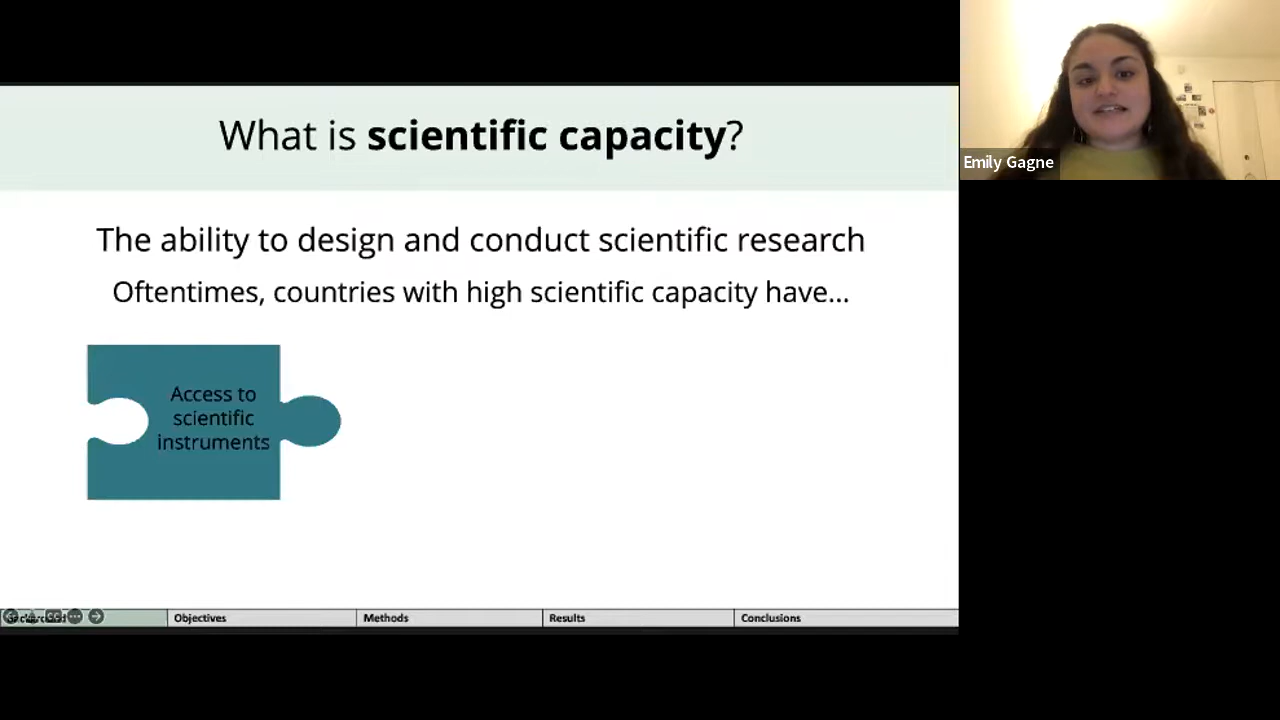 What is scientific capacity?
Emily Gagne
The ability to design and conduct scientific research
Oftentimes, countries with high scientific capacity have...
Access to
scientific
instruments
Objectives
Methods
Results
Conclusions